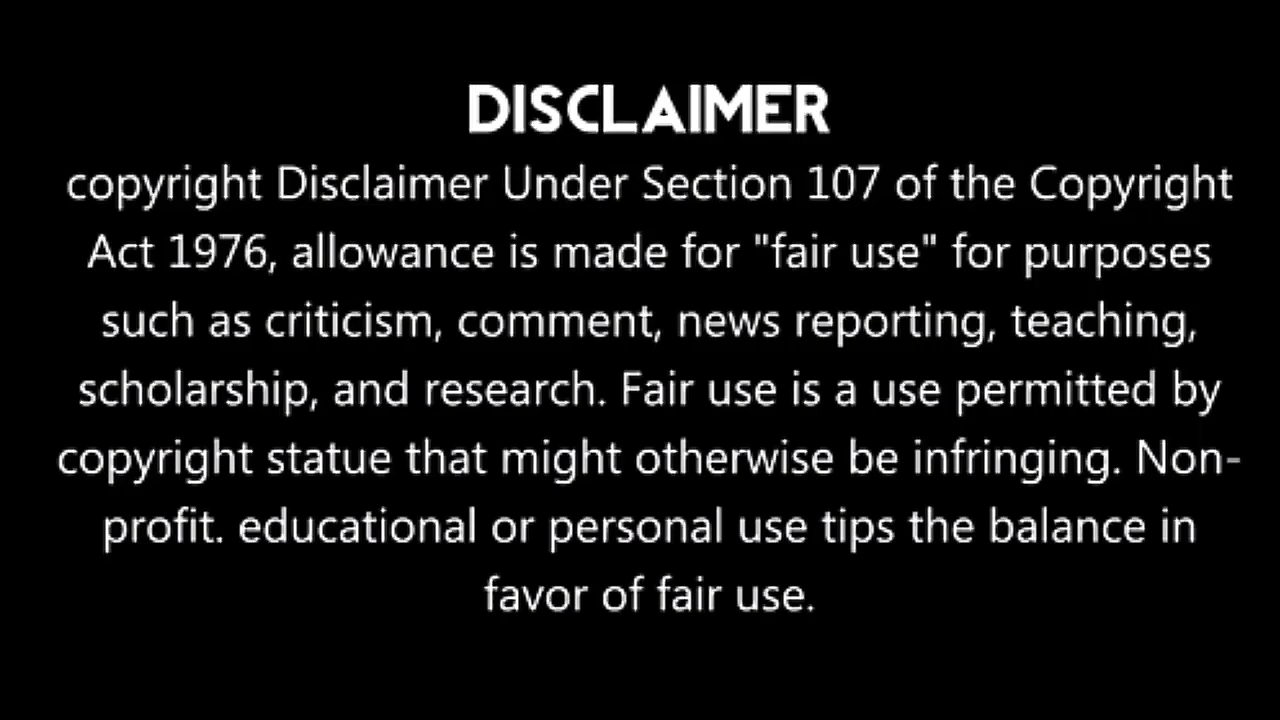 DISCLAIMER
copyright Disclaimer Under Section 107 of the Copyright
Act 1976, allowance is made for "fair use" for purposes
such as criticism, comment, news reporting, teaching,
scholarship, and research. Fair use is a use permitted by
copyright statue that might otherwise be infringing. Non-
profit. educational or personal use tips the balance in
favor of fair use.